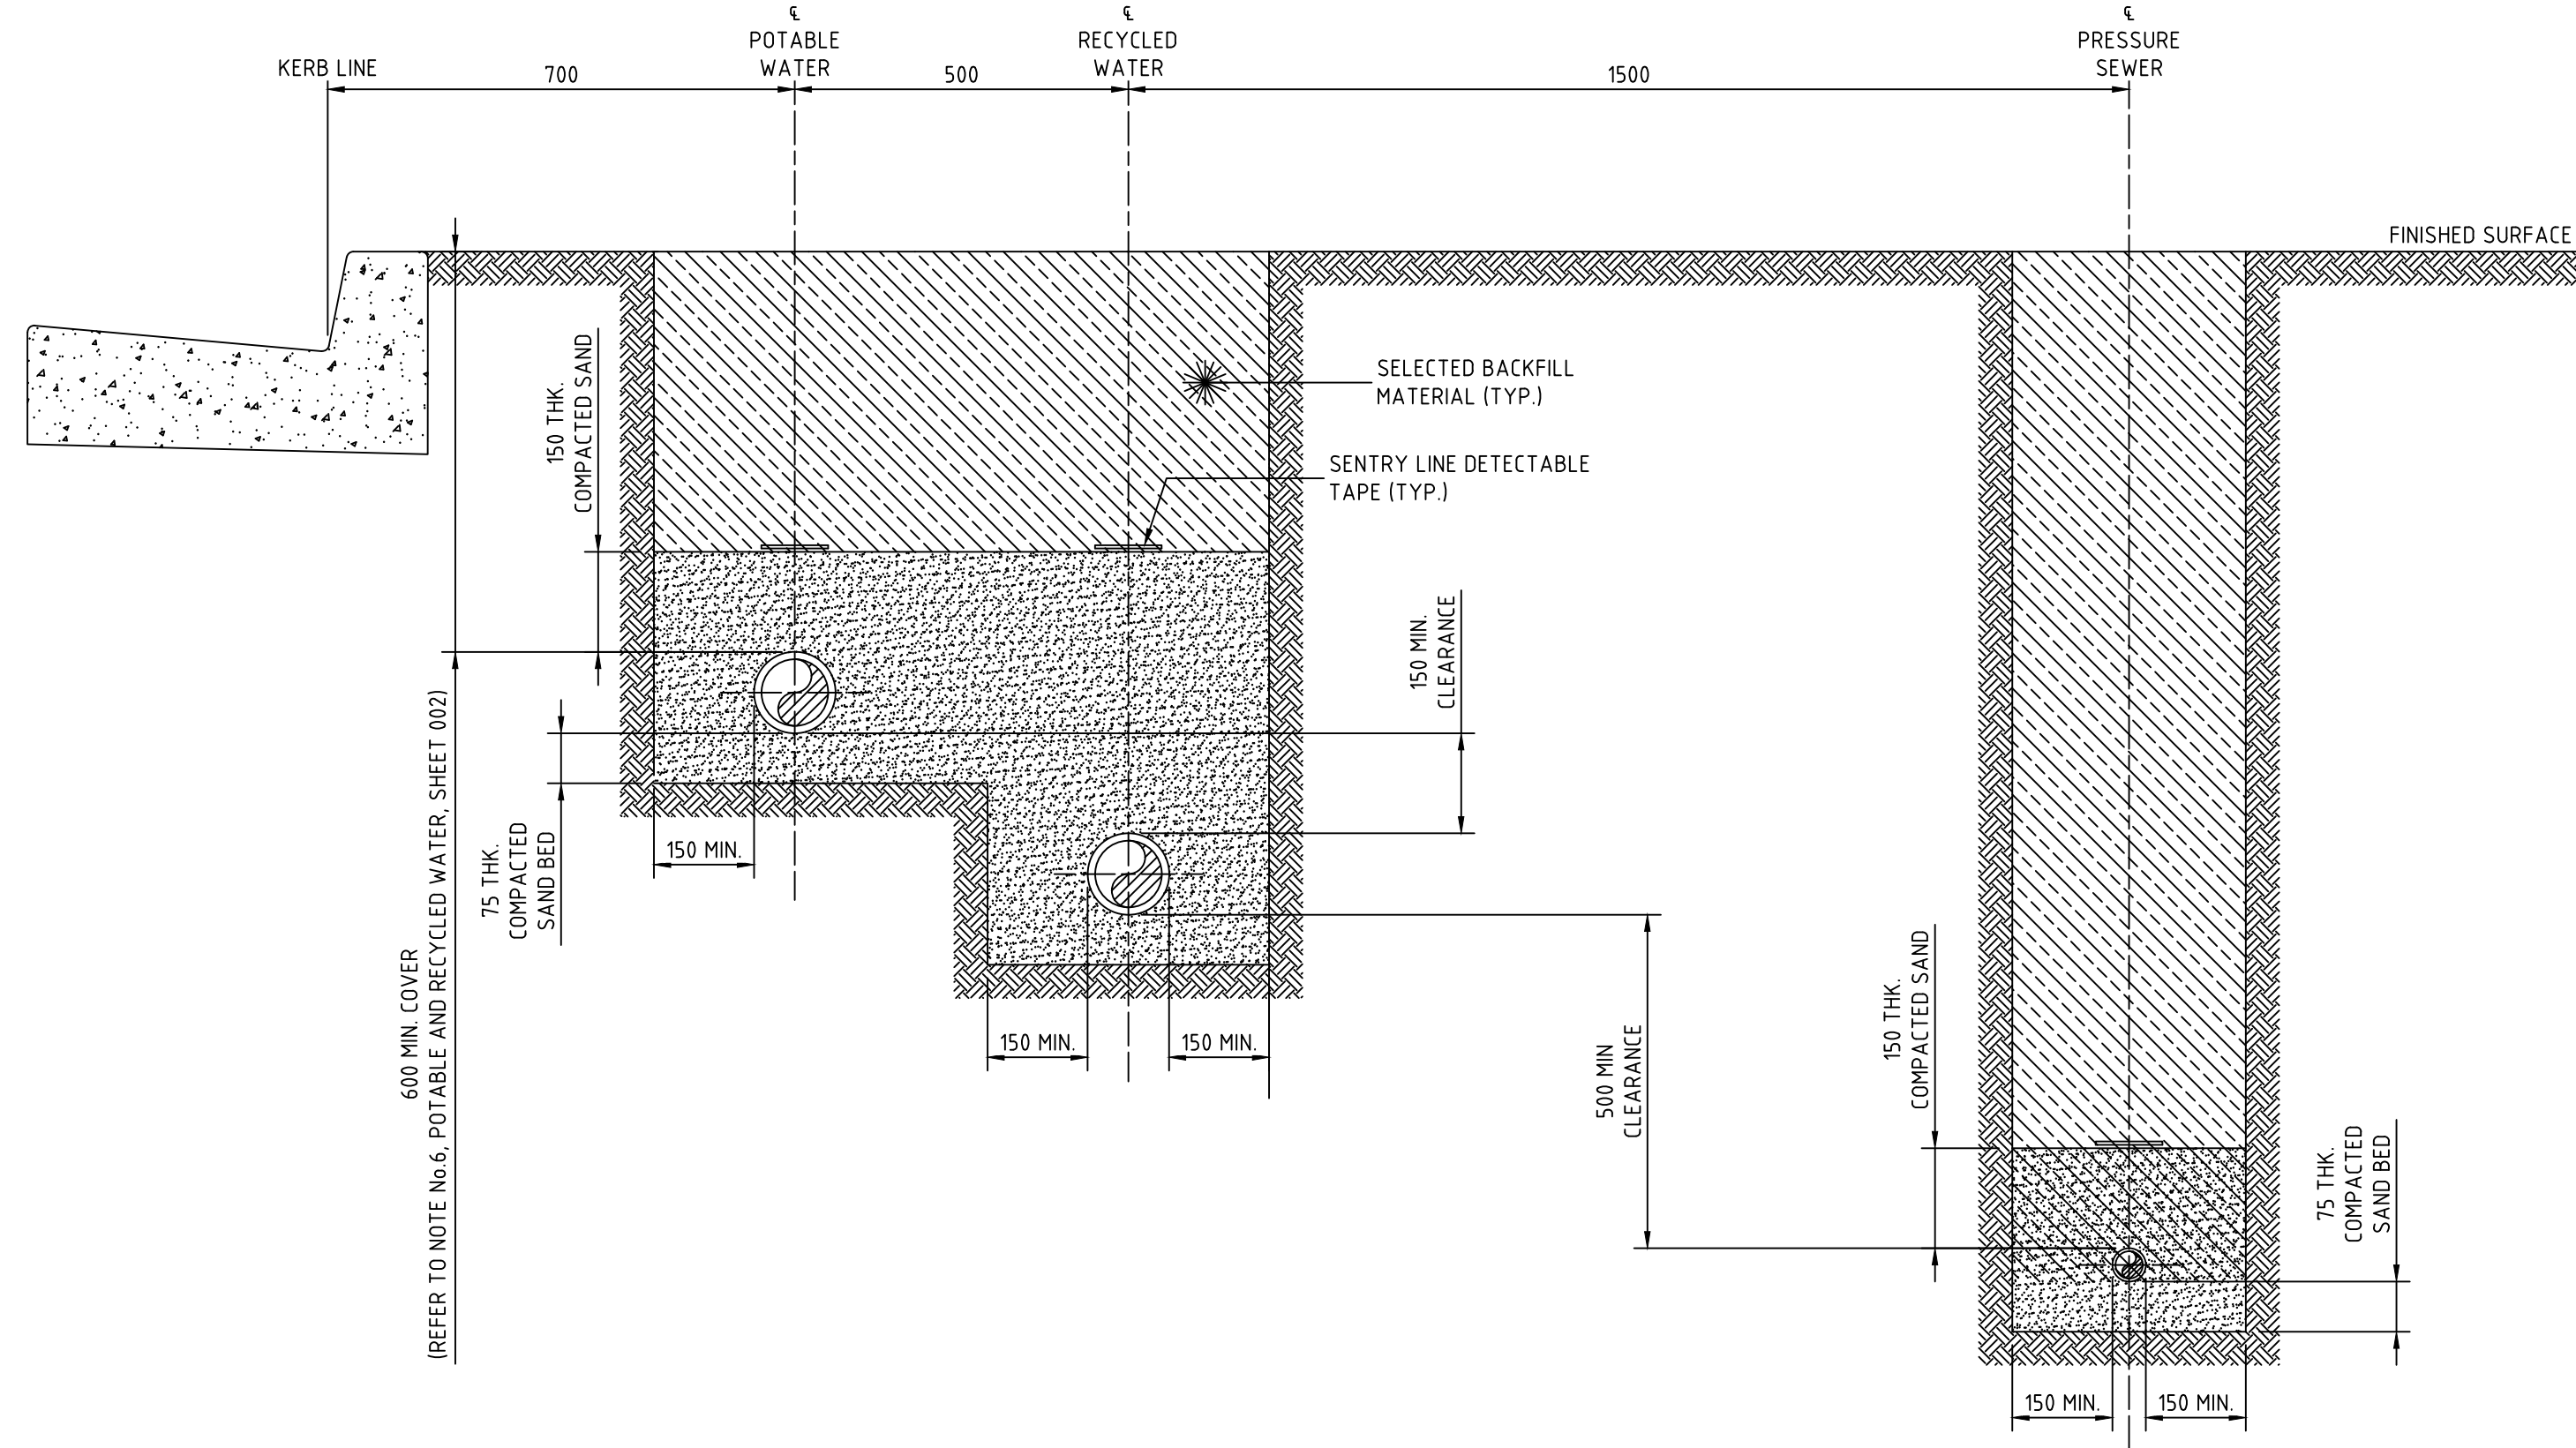 ℄
POTABLE
WATER
℄
RECYCLED
WATER
℄
PRESSURE
SEWER
KERB LINE
700
500
1500
FINISHED SURFACE
150 THK.
COMPACTED SAND
SELECTED BACKFILL
MATERIAL (TYP.)
SENTRY LINE DETECTABLE
TAPE (TYP.)
150 MIN.
CLEARANCE
600 MIN. COVER
(REFER TO NOTE No.6, POTABLE AND RECYCLED WATER, SHEET 002)
75 THK.
COMPACTED
SAND BED
150 MIN.
150 MIN.
150 MIN.
500 MIN
CLEARANCE
150 THK.
COMPACTED SAND
75 THK.
COMPACTED
SAND BED
150 MIN.
150 MIN.